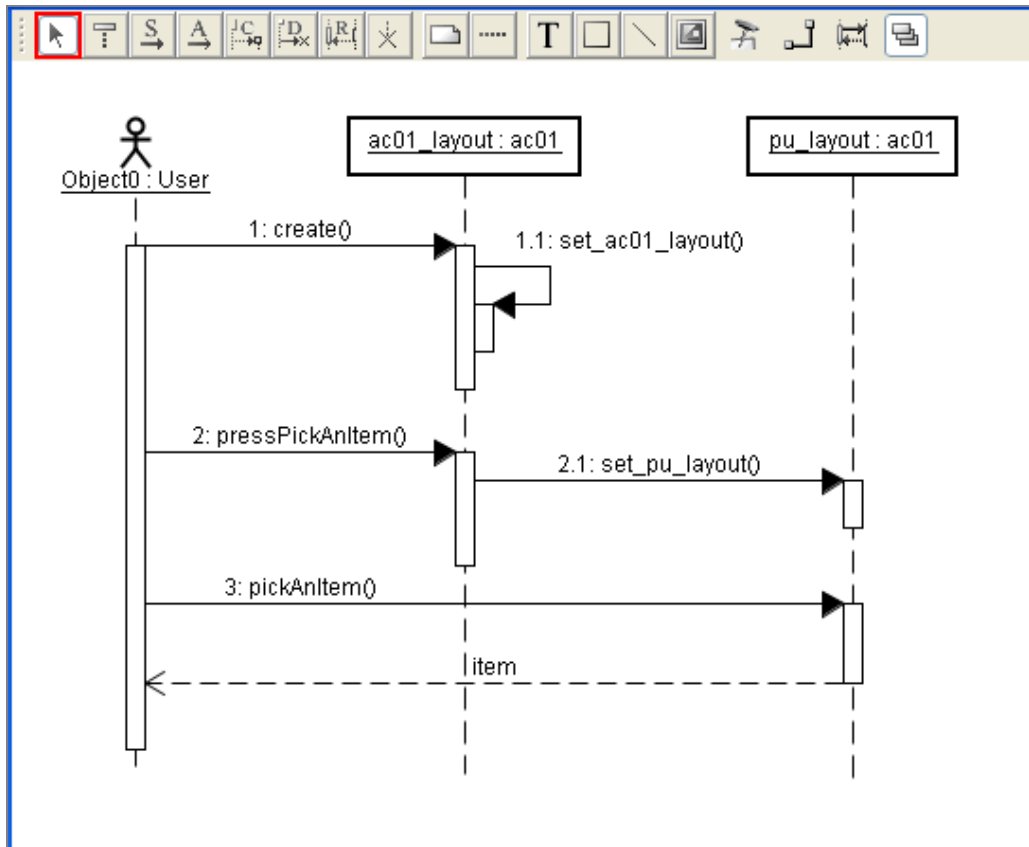 S A C D R T
ac01_layout : ac01
pu_layout : ac01
Object0 : User
1: create()
1.1: set_ac01_layout()
2: pressPickAnItem()
2.1: set_pu_layout()
3: pickAnItem()
item